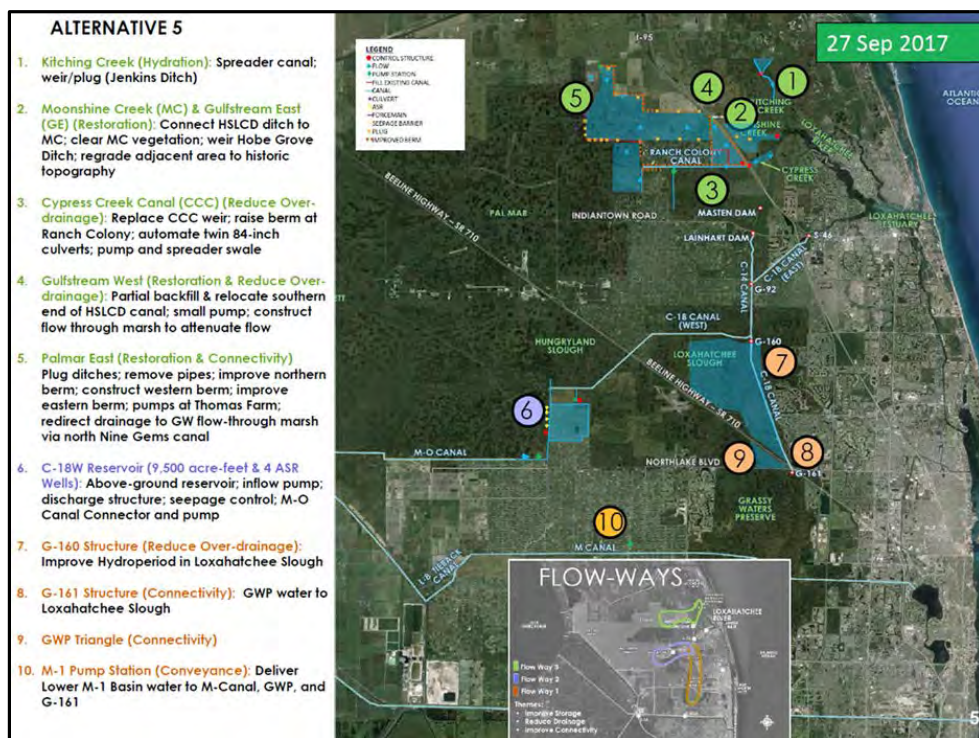 ALTERNATIVE 5
1. Kitching Creek (Hydration): Spreader canal;
weir/plug (Jenkins Ditch)
2. Moonshine Creek (MC) & Gulfstream East
(GE) (Restoration): Connect HSLCD ditch to
MC; clear MC vegetation; weir Hobe Grove
Ditch; regrade adjacent area to historic
topography
3. Cypress Creek Canal (CCC) (Reduce Over-
drainage): Replace CCC weir; raise berm at
Ranch Colony; automate twin 84-inch
culverts; pump and spreader swale
4. Gulfstream West (Restoration & Reduce Over-
drainage): Partial backfill & relocate southern
end of HSLCD canal; small pump; construct
flow through marsh to attenuate flow
5. Palmar East (Restoration & Connectivity)
Plug ditches; remove pipes; improve northern
berm; construct western berm; improve
eastern berm; pumps at Thomas Farm;
redirect drainage to GW flow-through marsh
via north Nine Gems canal
6. C-18W Reservoir (9,500 acre-feet & 4 ASR
Wells): Above-ground reservoir; inflow pump;
discharge structure; seepage control; M-O
Canal Connector and pump
7. G-160 Structure (Reduce Over-drainage):
Improve Hydroperiod in Loxahatchee Slough
8. G-161 Structure (Connectivity): GWP water to
Loxahatchee Slough
9. GWP Triangle (Connectivity)
10. M-1 Pump Station (Conveyance): Deliver
Lower M-1 Basin water to M-Canal, GWP, and
G-161
LEGEND
CONTROL STRUCTURE
FLOW
PUMP STATION
FILL EXISTING CANAL
CANAL
CULVERT
ASR
FORCEMAIN
SEEPAGE BARRIER
PLUG
IMPROVED BERM
I-95
27 Sep 2017
ATLANTIC
OCEAN
1
KITCHING
CREEK
5
4
2
CREEK
LOXAHATCHEE
RIVER
RANCH COLONY
CANAL
CYPRESS
CREEK
3
BEELINE HIGHWAY – SR 710
PAL MAR
INDIANTOWN ROAD
MASTEN DAM
LOXAHATCHEE
ESTUARY
LAINHART DAM
S-46
C-18 CANAL
(EAST)
C-14 CANAL
G-92
C-18 CANAL
(WEST)
HUNGRYLAND
SLOUGH
G-160
LOXAHATCHEE
SLOUGH
7
C-18 CANAL
BEELINE HIGHWAY – SR 710
6
M-O CANAL
NORTHLAKE BLVD
9
8
G-161
GRASSY
WATERS
PRESERVE
10
M CANAL
L-8 TIEBACK
CANAL
FLOW-WAYS
LOXAHATCHEE
RIVER
Flow Way 3
Flow Way 2
Flow Way 1
Themes:
Improve Storage
Reduce Drainage
Improve Connectivity
5